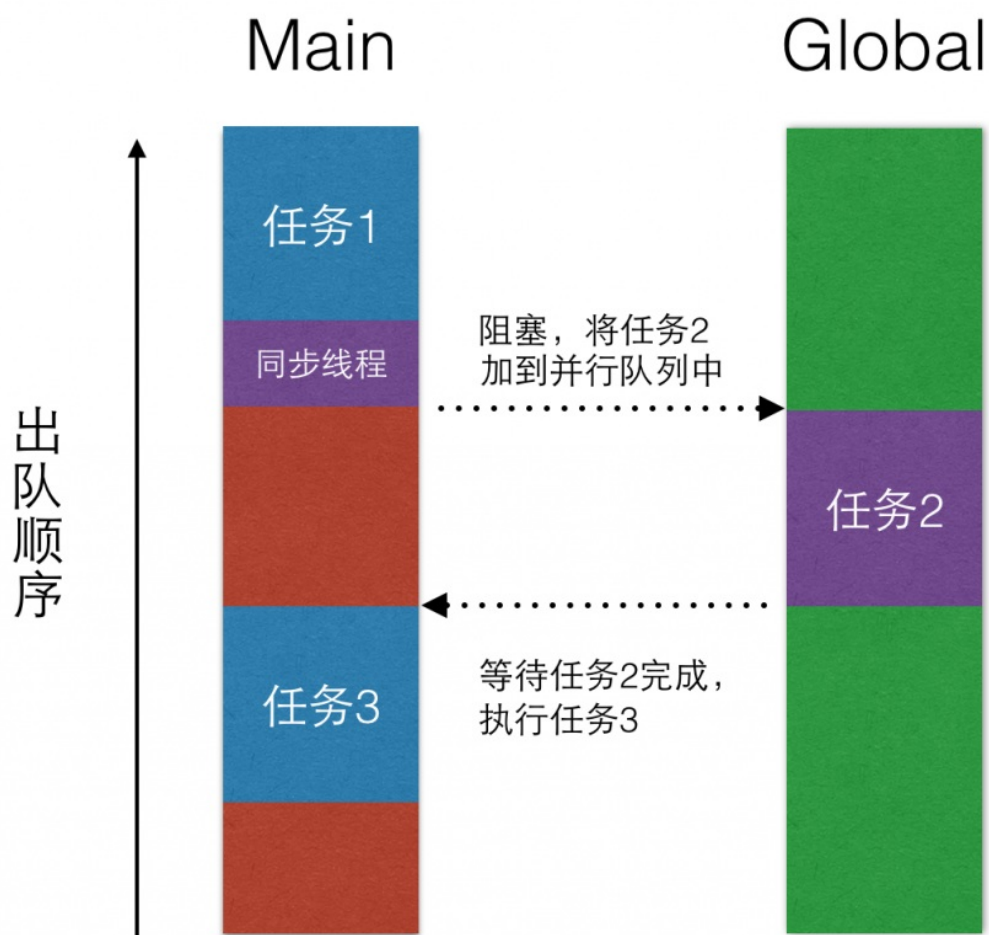 Main
Global
任务1
同步线程
阻塞，将任务2
加到并行队列中
出队顺序
任务2
任务3
等待任务2完成，
执行任务3